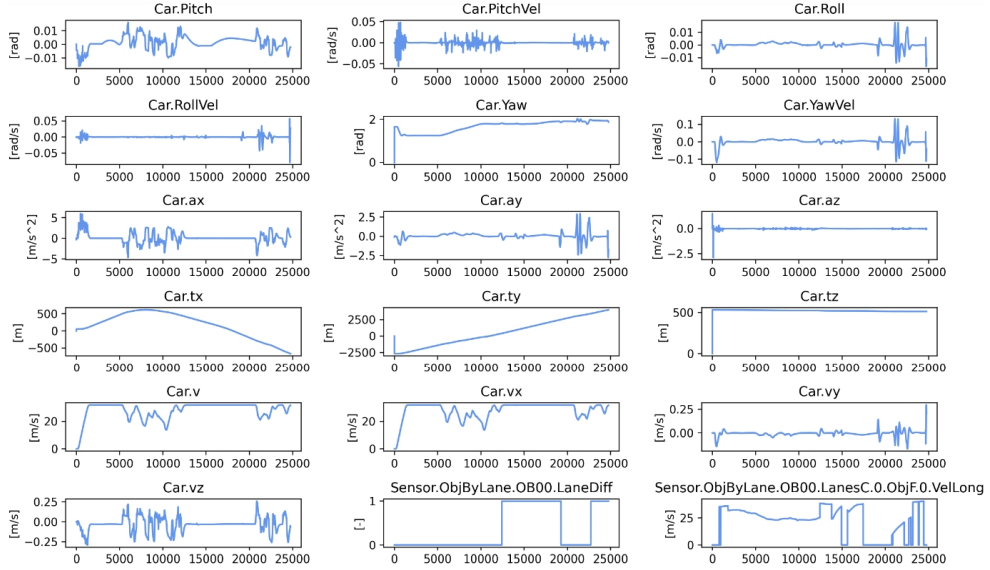 Car.Pitch
[rad]
0.01
0.00
−0.01
0 5000 10000 15000 20000 25000
Car.PitchVel
[rad/s]
0.05
0.00
−0.05
0 5000 10000 15000 20000 25000
Car.Roll
[rad]
0.01
0.00
−0.01
0 5000 10000 15000 20000 25000
Car.RollVel
[rad/s]
0.05
0.00
−0.05
0 5000 10000 15000 20000 25000
Car.Yaw
[rad]
2
0
0 5000 10000 15000 20000 25000
Car.YawVel
[rad/s]
0.1
0.0
−0.1
0 5000 10000 15000 20000 25000
Car.ax
[m/s^2]
5
0
−5
0 5000 10000 15000 20000 25000
Car.ay
[m/s^2]
2.5
0.0
−2.5
0 5000 10000 15000 20000 25000
Car.az
[m/s^2]
0.0
−2.5
0 5000 10000 15000 20000 25000
Car.tx
[m]
500
0
−500
0 5000 10000 15000 20000 25000
Car.ty
[m]
2500
0
−2500
0 5000 10000 15000 20000 25000
Car.tz
[m]
500
0
0 5000 10000 15000 20000 25000
Car.v
[m/s]
20
0
0 5000 10000 15000 20000 25000
Car.vx
[m/s]
20
0
0 5000 10000 15000 20000 25000
Car.vy
[m/s]
0.25
0.00
0 5000 10000 15000 20000 25000
Car.vz
[m/s]
0.25
0.00
−0.25
0 5000 10000 15000 20000 25000
Sensor.ObjByLane.OB00.LaneDiff
[-]
1
0
0 5000 10000 15000 20000 25000
Sensor.ObjByLane.OB00.LanesC.0.ObjF.0.VelLong
[m/s]
25
0
0 5000 10000 15000 20000 25000